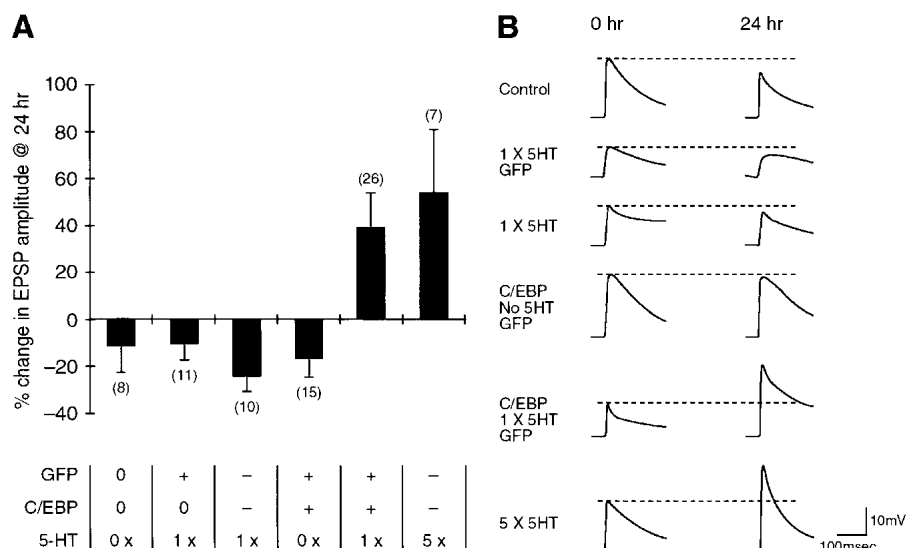 A
% change in EPSP amplitude @ 24 hr
100
80
60
40
20
0
−20
−40
(8)
(11)
(10)
(15)
(26)
(7)
GFP 0 + − + + −
C/EBP 0 0 − + + −
5-HT 0 x 1 x 1 x 0 x 1 x 5 x
B
0 hr 24 hr
Control
1 X 5HT
GFP
1 X 5HT
C/EBP
No 5HT
GFP
C/EBP
1 X 5HT
GFP
5 X 5HT
10mV
100msec